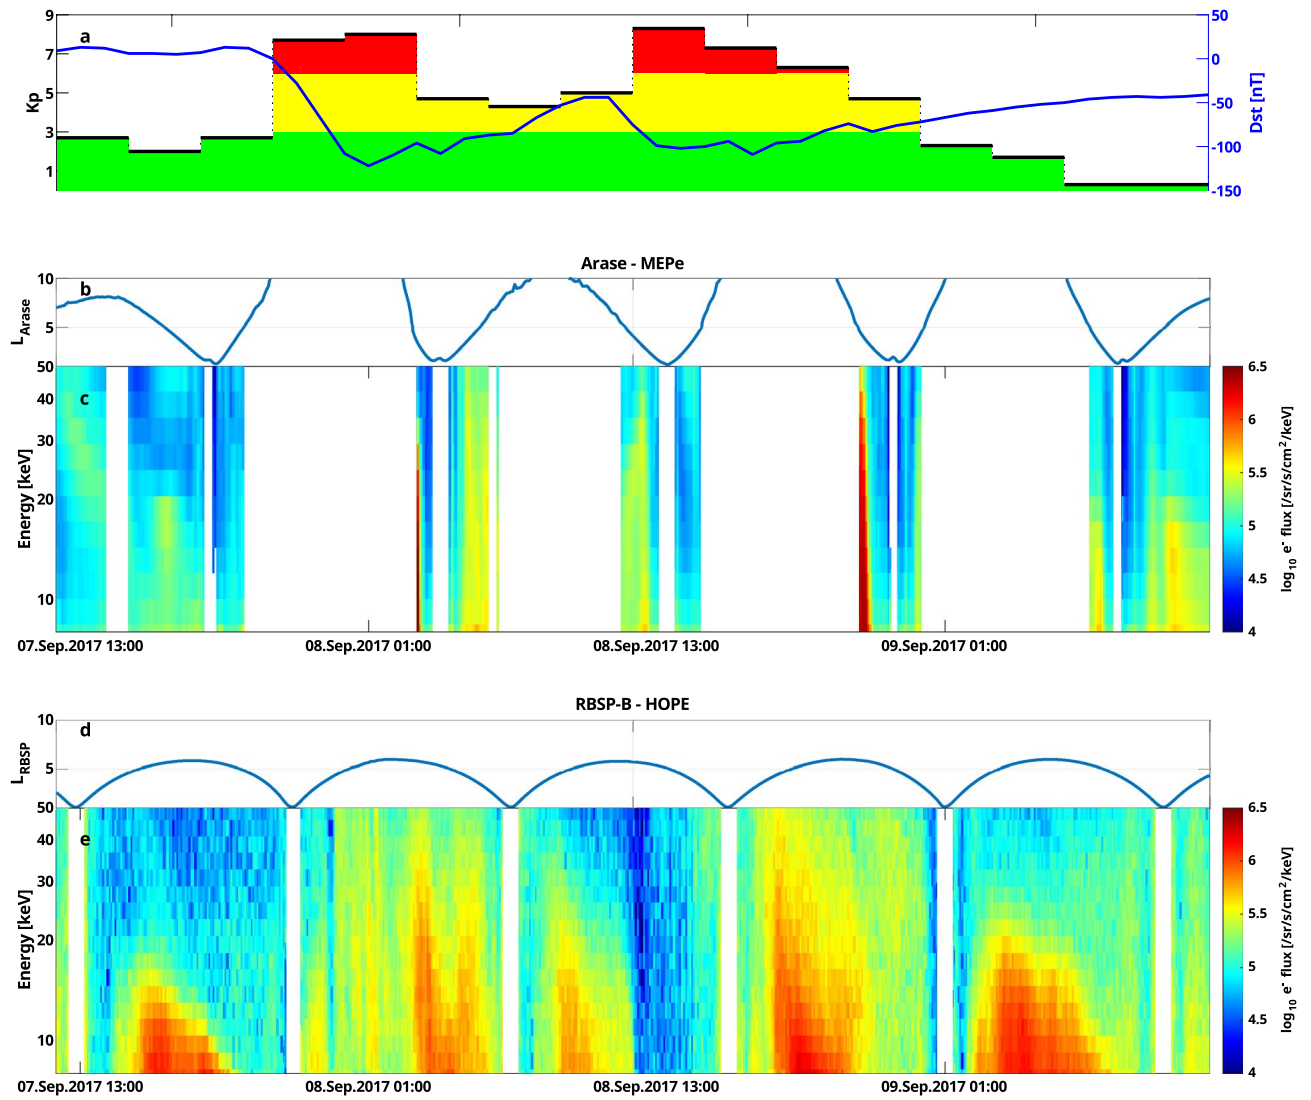 a
9
7
5
3
1
Kp
50
0
-50
-100
-150
Dst [nT]
Arase - MEPe
b
10
5
L_Arase
c
50
40
30
20
10
Energy [keV]
07.Sep.2017 13:00
08.Sep.2017 01:00
08.Sep.2017 13:00
09.Sep.2017 01:00
6.5
6
5.5
5
4.5
4
log₁₀ e⁻ flux [/sr/s/cm²/keV]
RBSP-B - HOPE
d
10
5
L_RBSP
e
50
40
30
20
10
Energy [keV]
07.Sep.2017 13:00
08.Sep.2017 01:00
08.Sep.2017 13:00
09.Sep.2017 01:00
6.5
6
5.5
5
4.5
4
log₁₀ e⁻ flux [/sr/s/cm²/keV]